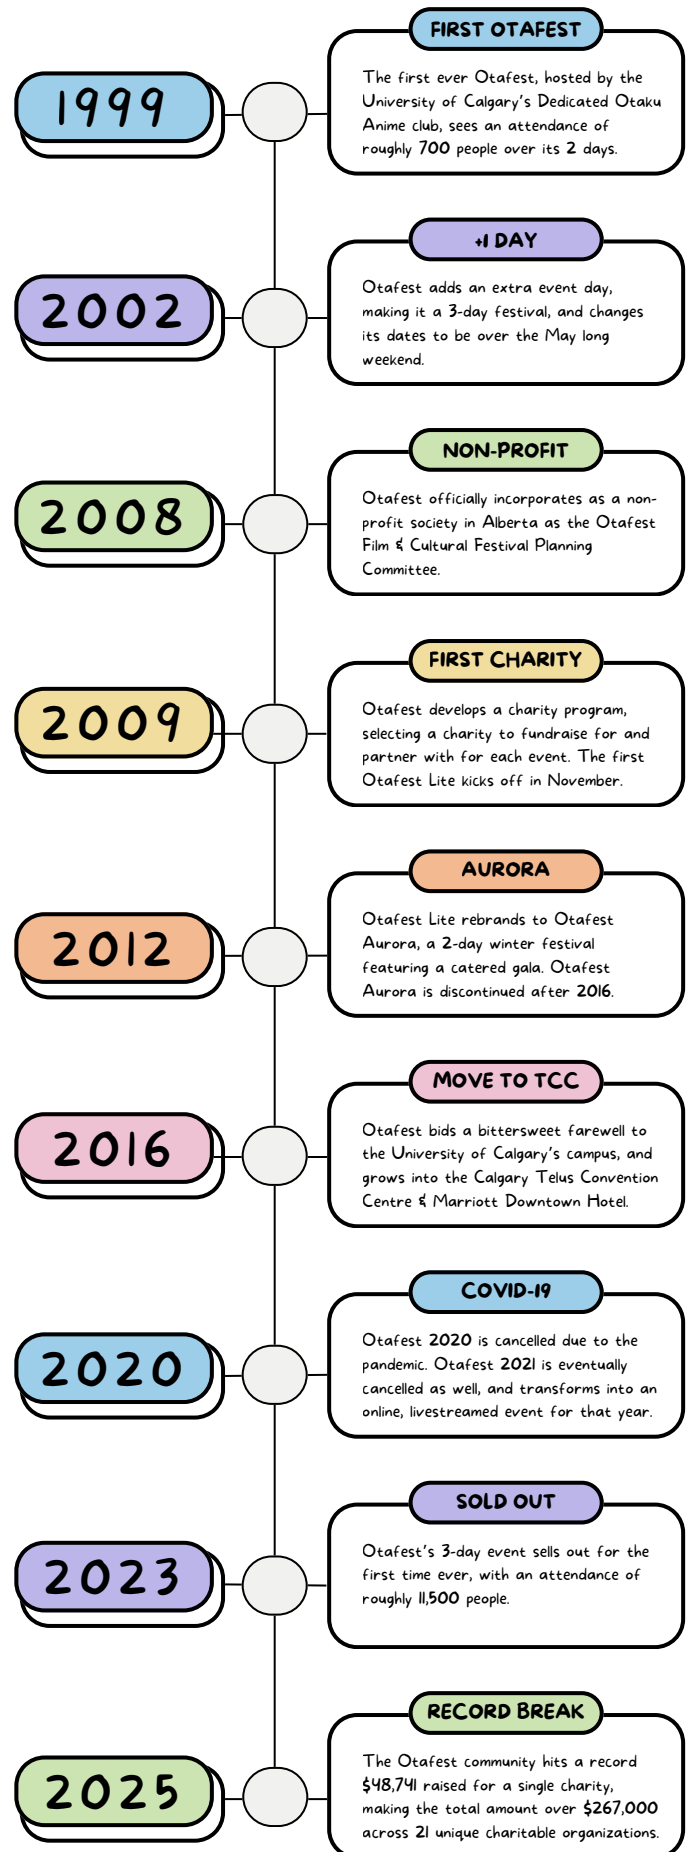 FIRST OTAFEST
1999
The first ever Otafest, hosted by the
University of Calgary's Dedicated Otaku
Anime club, sees an attendance of
roughly 700 people over its 2 days.
+1 DAY
2002
Otafest adds an extra event day,
making it a 3-day festival, and changes
its dates to be over the May long
weekend.
NON-PROFIT
2008
Otafest officially incorporates as a non-
profit society in Alberta as the Otafest
Film & Cultural Festival Planning
Committee.
FIRST CHARITY
2009
Otafest develops a charity program,
selecting a charity to fundraise for and
partner with for each event. The first
Otafest Lite kicks off in November.
AURORA
2012
Otafest Lite rebrands to Otafest
Aurora, a 2-day winter festival
featuring a catered gala. Otafest
Aurora is discontinued after 2016.
MOVE TO TCC
2016
Otafest bids a bittersweet farewell to
the University of Calgary's campus, and
grows into the Calgary Telus Convention
Centre & Marriott Downtown Hotel.
COVID-19
2020
Otafest 2020 is cancelled due to the
pandemic. Otafest 2021 is eventually
cancelled as well, and transforms into an
online, livestreamed event for that year.
SOLD OUT
2023
Otafest's 3-day event sells out for the
first time ever, with an attendance of
roughly 11,500 people.
RECORD BREAK
2025
The Otafest community hits a record
$48,741 raised for a single charity,
making the total amount over $267,000
across 21 unique charitable organizations.